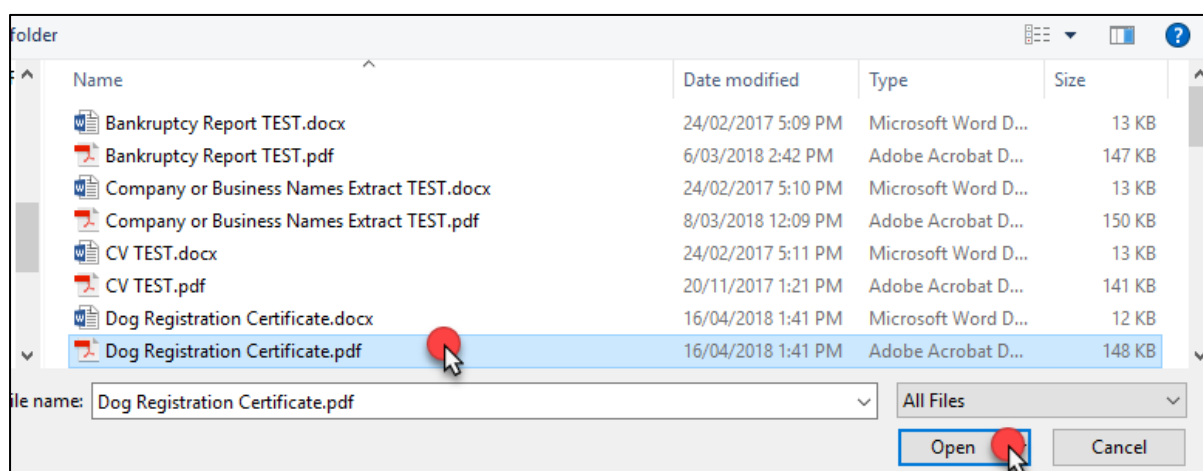 folder
?
Name Date modified Type Size
Bankruptcy Report TEST.docx 24/02/2017 5:09 PM Microsoft Word D... 13 KB
Bankruptcy Report TEST.pdf 6/03/2018 2:42 PM Adobe Acrobat D... 147 KB
Company or Business Names Extract TEST.docx 24/02/2017 5:10 PM Microsoft Word D... 13 KB
Company or Business Names Extract TEST.pdf 8/03/2018 12:09 PM Adobe Acrobat D... 150 KB
CV TEST.docx 24/02/2017 5:11 PM Microsoft Word D... 13 KB
CV TEST.pdf 20/11/2017 1:21 PM Adobe Acrobat D... 141 KB
Dog Registration Certificate.docx 16/04/2018 1:41 PM Microsoft Word D... 12 KB
Dog Registration Certificate.pdf 16/04/2018 1:41 PM Adobe Acrobat D... 148 KB
ile name: Dog Registration Certificate.pdf All Files
Open Cancel